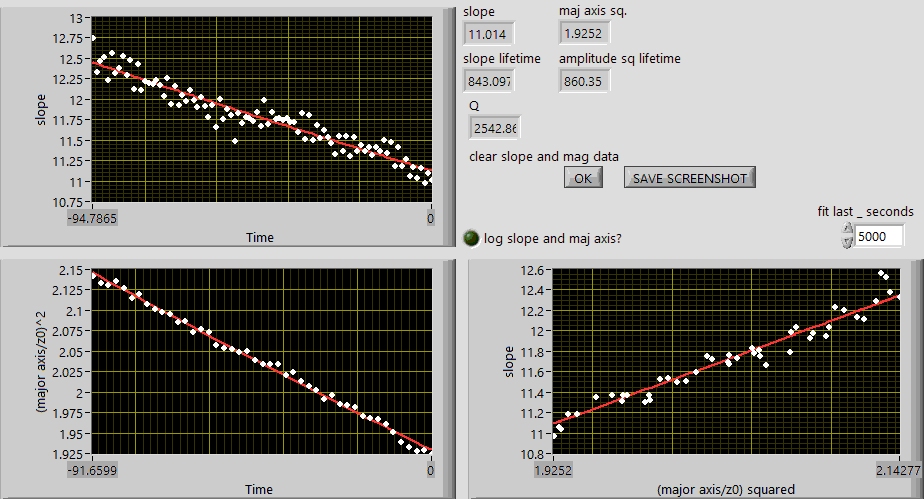 13
12.75
12.5
12.25
12
11.75
11.5
11.25
11
10.75
slope
-94.7865
0
Time
slope
maj axis sq.
11.014
1.9252
slope lifetime
amplitude sq lifetime
843.097
860.35
Q
2542.86
clear slope and mag data
OK
SAVE SCREENSHOT
fit last _ seconds
log slope and maj axis?
5000
2.15
2.125
2.1
2.075
2.05
2.025
2
1.975
1.95
1.925
(major axis/z0)^2
-91.6599
0
Time
12.6
12.4
12.2
12
11.8
11.6
11.4
11.2
11
10.8
slope
1.9252
2.14277
(major axis/z0) squared